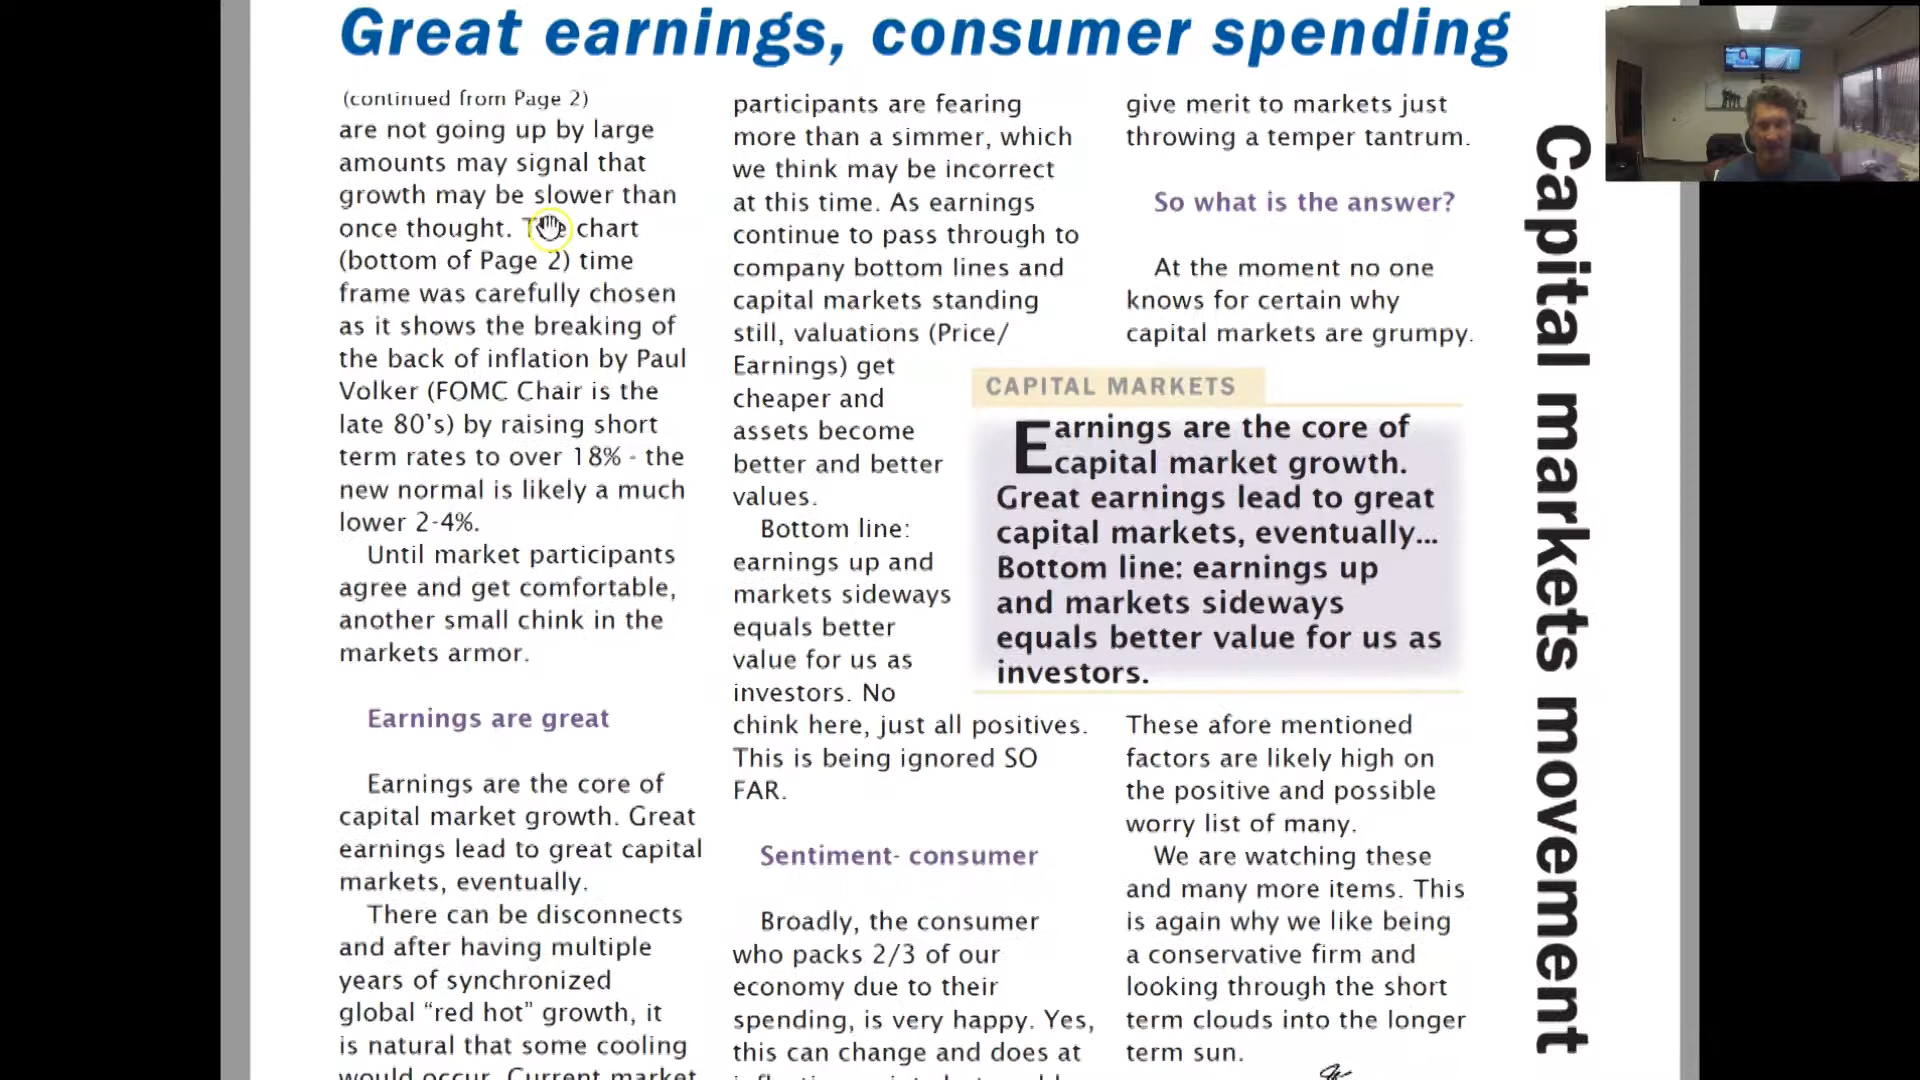 Great earnings, consumer spending
(continued from Page 2)
are not going up by large
amounts may signal that
growth may be slower than
once thought. The chart
(bottom of Page 2) time
frame was carefully chosen
as it shows the breaking of
the back of inflation by Paul
Volker (FOMC Chair is the
late 80's) by raising short
term rates to over 18% - the
new normal is likely a much
lower 2-4%.
Until market participants
agree and get comfortable,
another small chink in the
markets armor.
Earnings are great
Earnings are the core of
capital market growth. Great
earnings lead to great capital
markets, eventually.
There can be disconnects
and after having multiple
years of synchronized
global “red hot” growth, it
is natural that some cooling
would occur. Current market
participants are fearing
more than a simmer, which
we think may be incorrect
at this time. As earnings
continue to pass through to
company bottom lines and
capital markets standing
still, valuations (Price/
Earnings) get
cheaper and
assets become
better and better
values.
Bottom line:
earnings up and
markets sideways
equals better
value for us as
investors. No
chink here, just all positives.
This is being ignored SO
FAR.
Sentiment- consumer
Broadly, the consumer
who packs 2/3 of our
economy due to their
spending, is very happy. Yes,
this can change and does at
give merit to markets just
throwing a temper tantrum.
So what is the answer?
At the moment no one
knows for certain why
capital markets are grumpy.
CAPITAL MARKETS
Earnings are the core of
capital market growth.
Great earnings lead to great
capital markets, eventually...
Bottom line: earnings up
and markets sideways
equals better value for us as
investors.
These afore mentioned
factors are likely high on
the positive and possible
worry list of many.
We are watching these
and many more items. This
is again why we like being
a conservative firm and
looking through the short
term clouds into the longer
term sun.
Capital markets movement